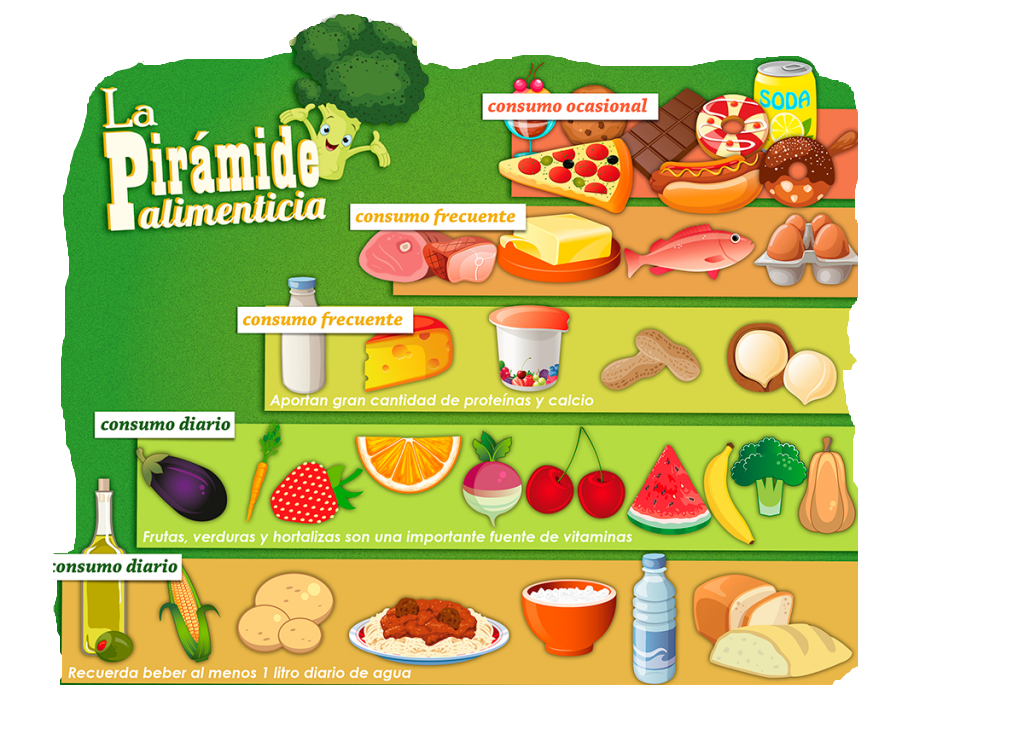 La
Pirámide
alimenticia
consumo ocasional
SODA
consumo frecuente
consumo frecuente
Aportan gran cantidad de proteínas y calcio
consumo diario
Frutas, verduras y hortalizas son una importante fuente de vitaminas
onsumo diario
Recuerda beber al menos 1 litro diario de agua